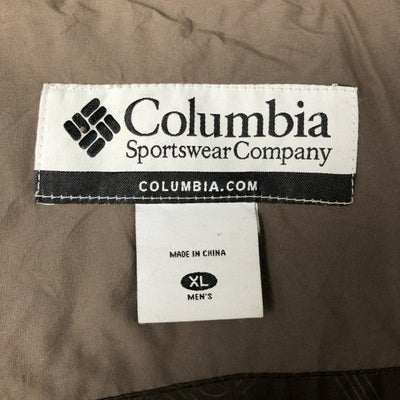 Columbia
Sportswear Company
COLUMBIA.COM
MADE IN CHINA
XL
MEN'S